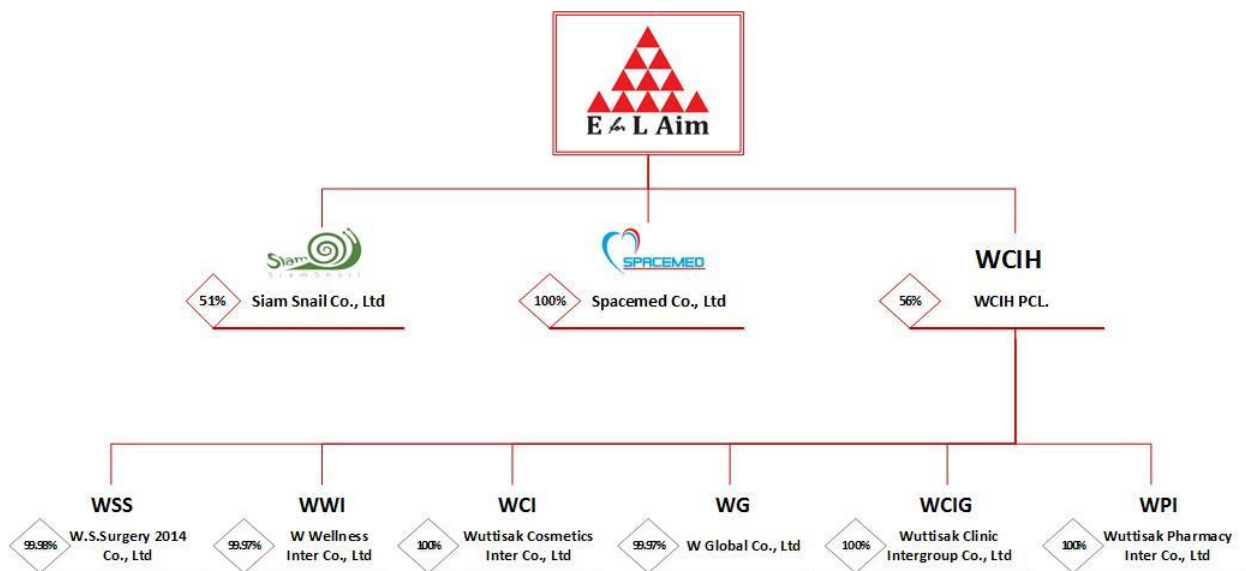 E for L Aim
Siam
SiamSnail
SPACEMED
WCIH
51%
Siam Snail Co., Ltd
100%
Spacemed Co., Ltd
56%
WCIH PCL.
WSS
WWI
WCI
WG
WCIG
WPI
99.98%
W.S.Surgery 2014
Co., Ltd
99.97%
W Wellness
Inter Co., Ltd
100%
Wuttisak Cosmetics
Inter Co., Ltd
99.97%
W Global Co., Ltd
100%
Wuttisak Clinic
Intergroup Co., Ltd
100%
Wuttisak Pharmacy
Inter Co., Ltd